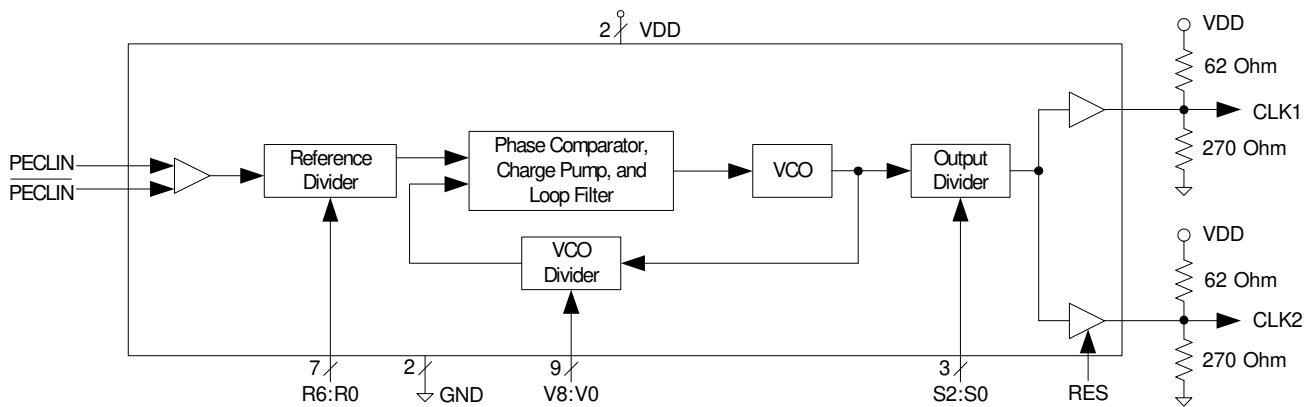 2 VDD
VDD
62 Ohm
CLK1
270 Ohm
PECLIN
PECLIN
Reference
Divider
Phase Comparator,
Charge Pump, and
Loop Filter
VCO
Output
Divider
VCO
Divider
VDD
62 Ohm
CLK2
270 Ohm
7
R6:R0
2
GND
9
V8:V0
3
S2:S0
RES